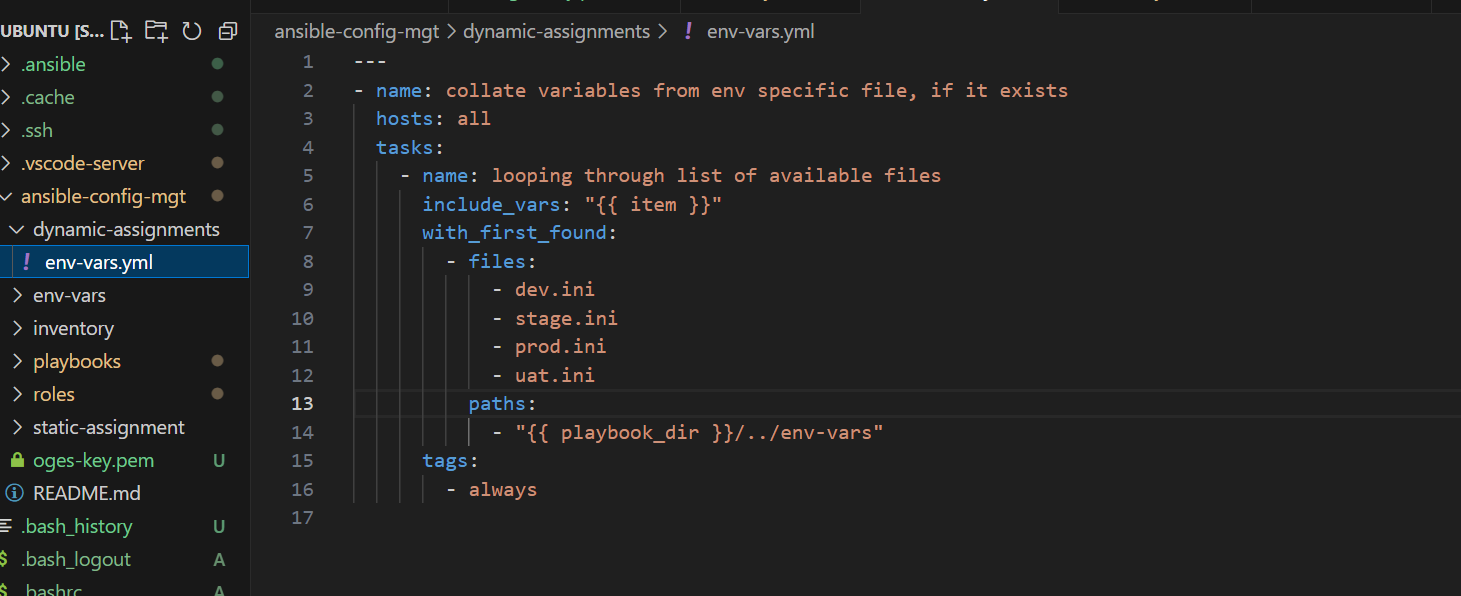 UBUNTU [S...
.ansible
.cache
.ssh
.vscode-server
ansible-config-mgt
dynamic-assignments
! env-vars.yml
env-vars
inventory
playbooks
roles
static-assignment
oges-key.pem U
README.md
.bash_history U
.bash_logout A
.bashrc A
ansible-config-mgt > dynamic-assignments > ! env-vars.yml
1 ---
2 - name: collate variables from env specific file, if it exists
3 hosts: all
4 tasks:
5 - name: looping through list of available files
6 include_vars: "{{ item }}"
7 with_first_found:
8 - files:
9 - dev.ini
10 - stage.ini
11 - prod.ini
12 - uat.ini
13 paths:
14 - "{{ playbook_dir }}/../env-vars"
15 tags:
16 - always
17